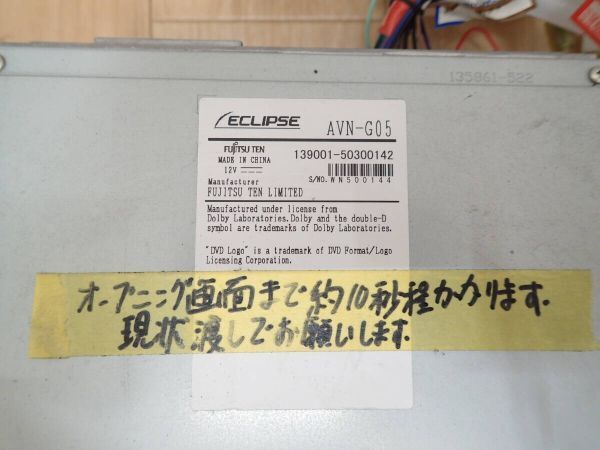 135861-522
ECLIPSE AVN-G05
FUJITSU TEN
MADE IN CHINA
12V
139001-50300142
S/NO. WN500144
Manufacturer
FUJITSU TEN LIMITED
Manufactured under license from
Dolby Laboratories.Dolby and the double-D
symbol are trademarks of Dolby Laboratories.
"DVD Logo" is a trademark of DVD Format/Logo
Licensing Corporation.
オープニング画面まで約10秒程かかります.
現状渡しでお願いします.